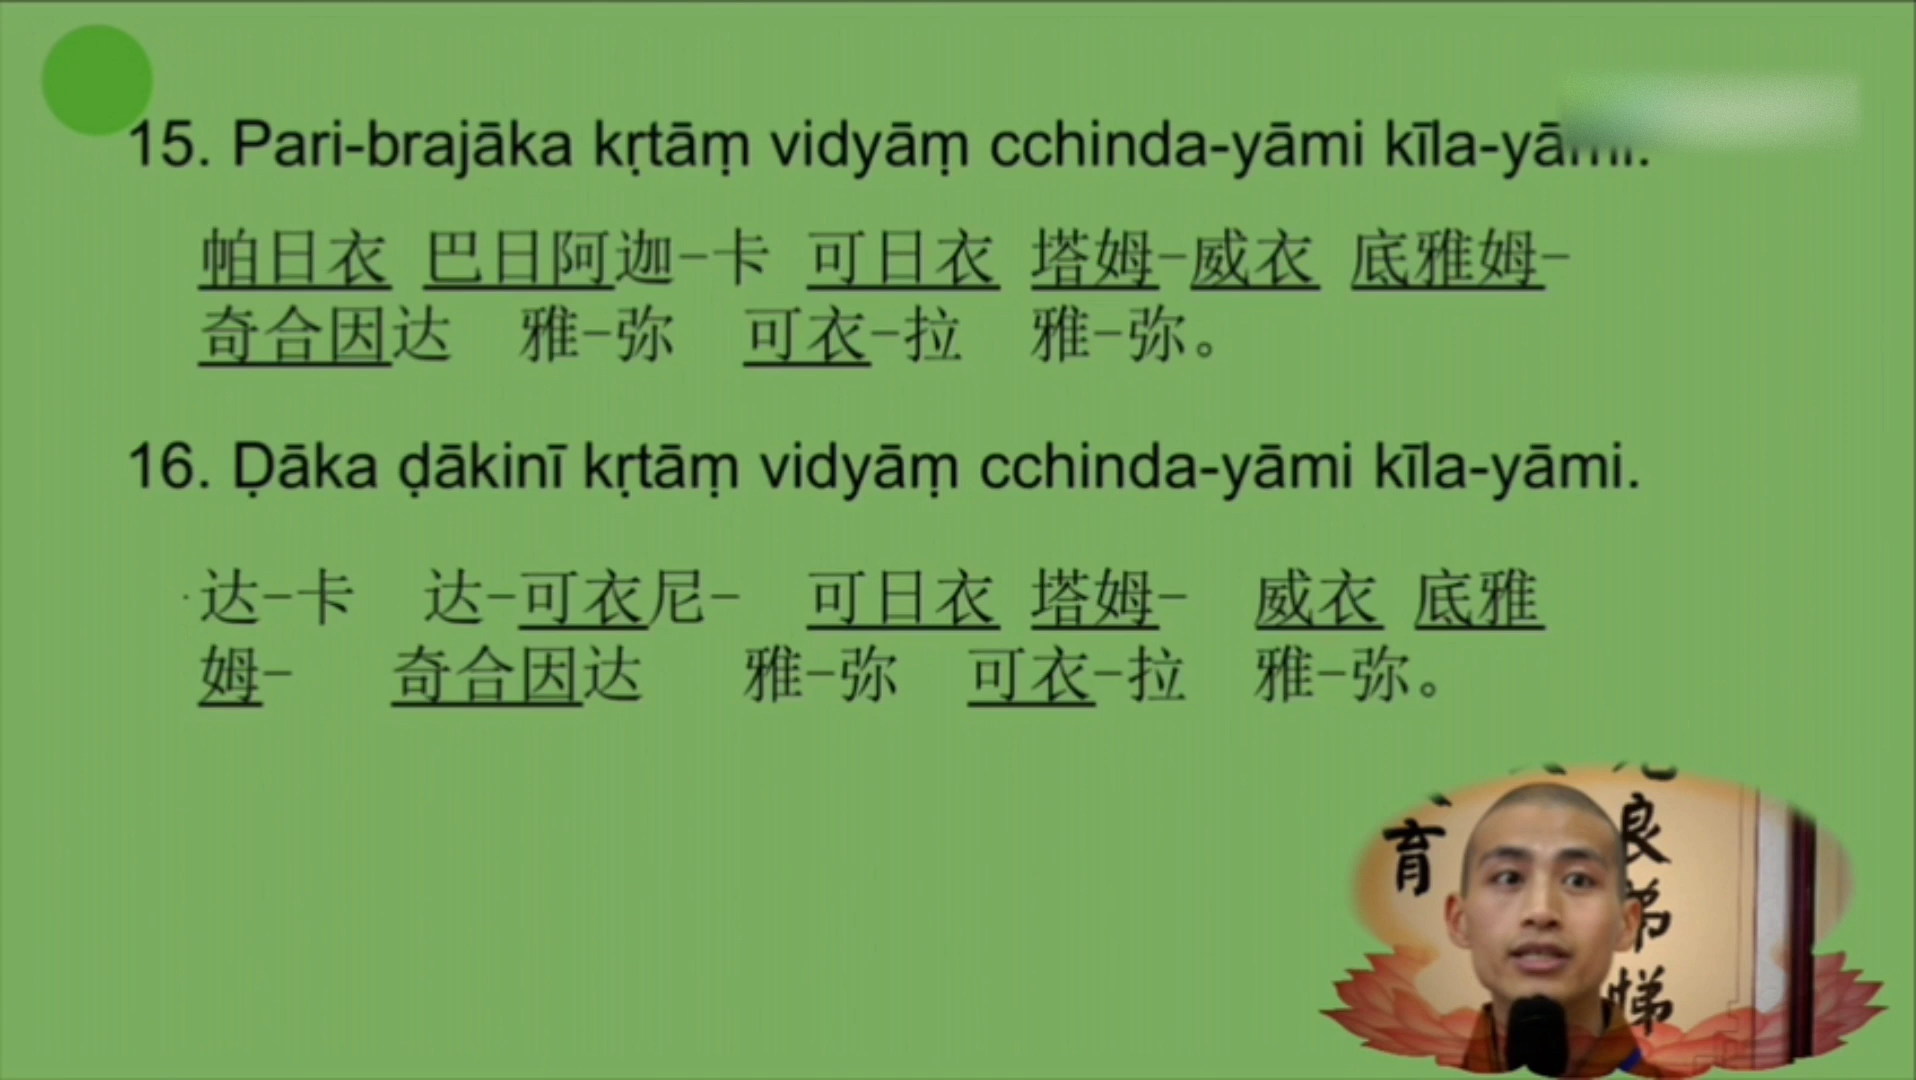 15. Pari-brajāka kṛtāṃ vidyāṃ cchinda-yāmi kīla-yāmi.
帕日衣 巴日阿迦-卡 可日衣 塔姆-威衣 底雅姆-
奇合因达 雅-弥 可衣-拉 雅-弥。
16. Ḍāka ḍākinī kṛtāṃ vidyāṃ cchinda-yāmi kīla-yāmi.
达-卡 达-可衣尼- 可日衣 塔姆- 威衣 底雅
姆- 奇合因达 雅-弥 可衣-拉 雅-弥。
育
弟
悌